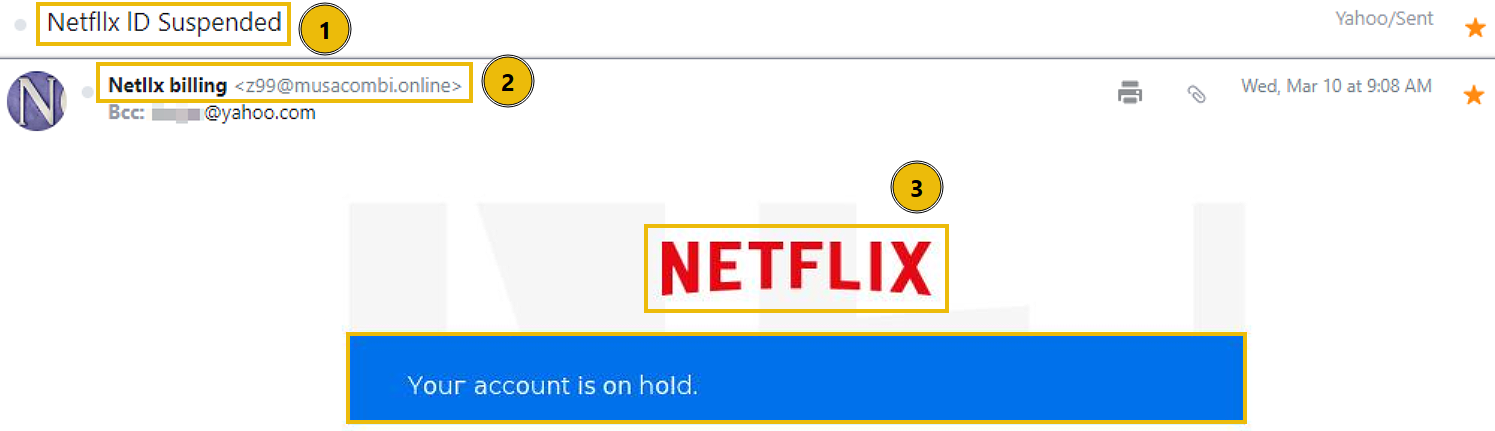 Netfllx lD Suspended
1
Yahoo/Sent
N
Netllx billing <z99@musacombi.online>
2
Wed, Mar 10 at 9:08 AM
Bcc: @yahoo.com
3
NETFLIX
Your account is on hold.